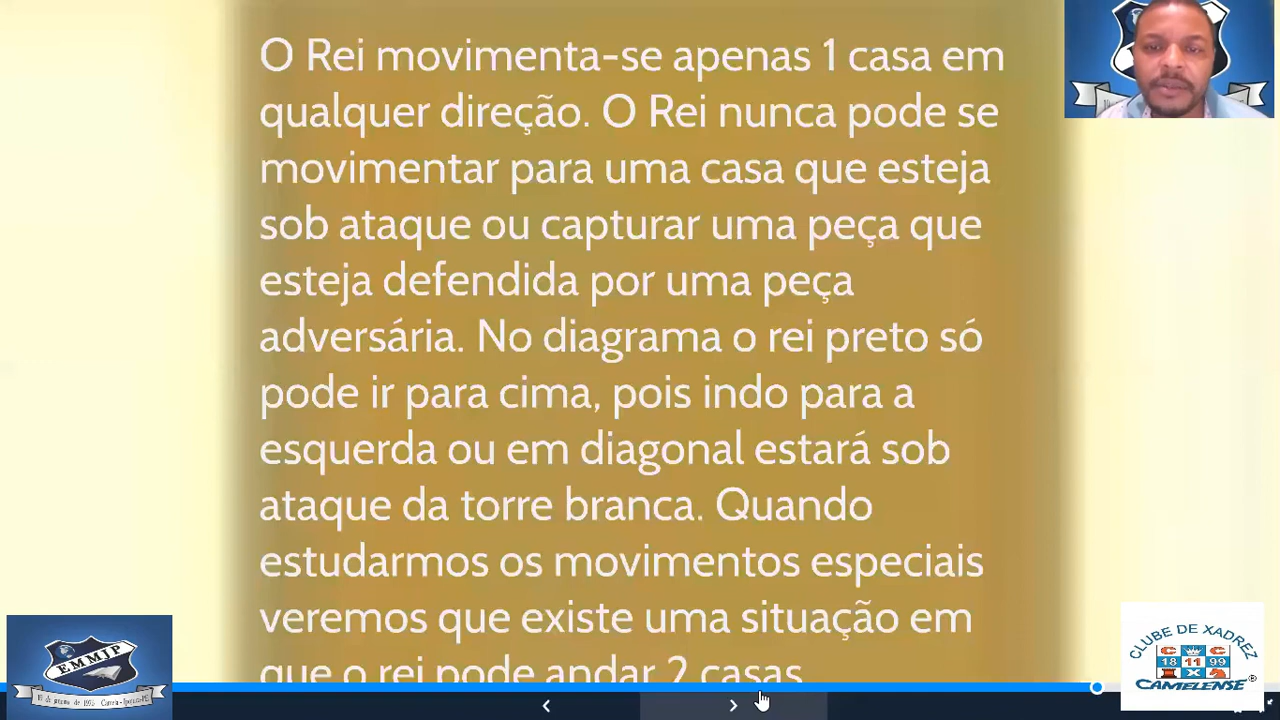 O Rei movimenta-se apenas 1 casa em
qualquer direção. O Rei nunca pode se
movimentar para uma casa que esteja
sob ataque ou capturar uma peça que
esteja defendida por uma peça
adversária. No diagrama o rei preto só
pode ir para cima, pois indo para a
esquerda ou em diagonal estará sob
ataque da torre branca. Quando
estudarmos os movimentos especiais
veremos que existe uma situação em
que o rei pode andar 2 casas
EMMIP
CLUBE DE XADREZ
C C
18 11 99
CAMELENSE ®